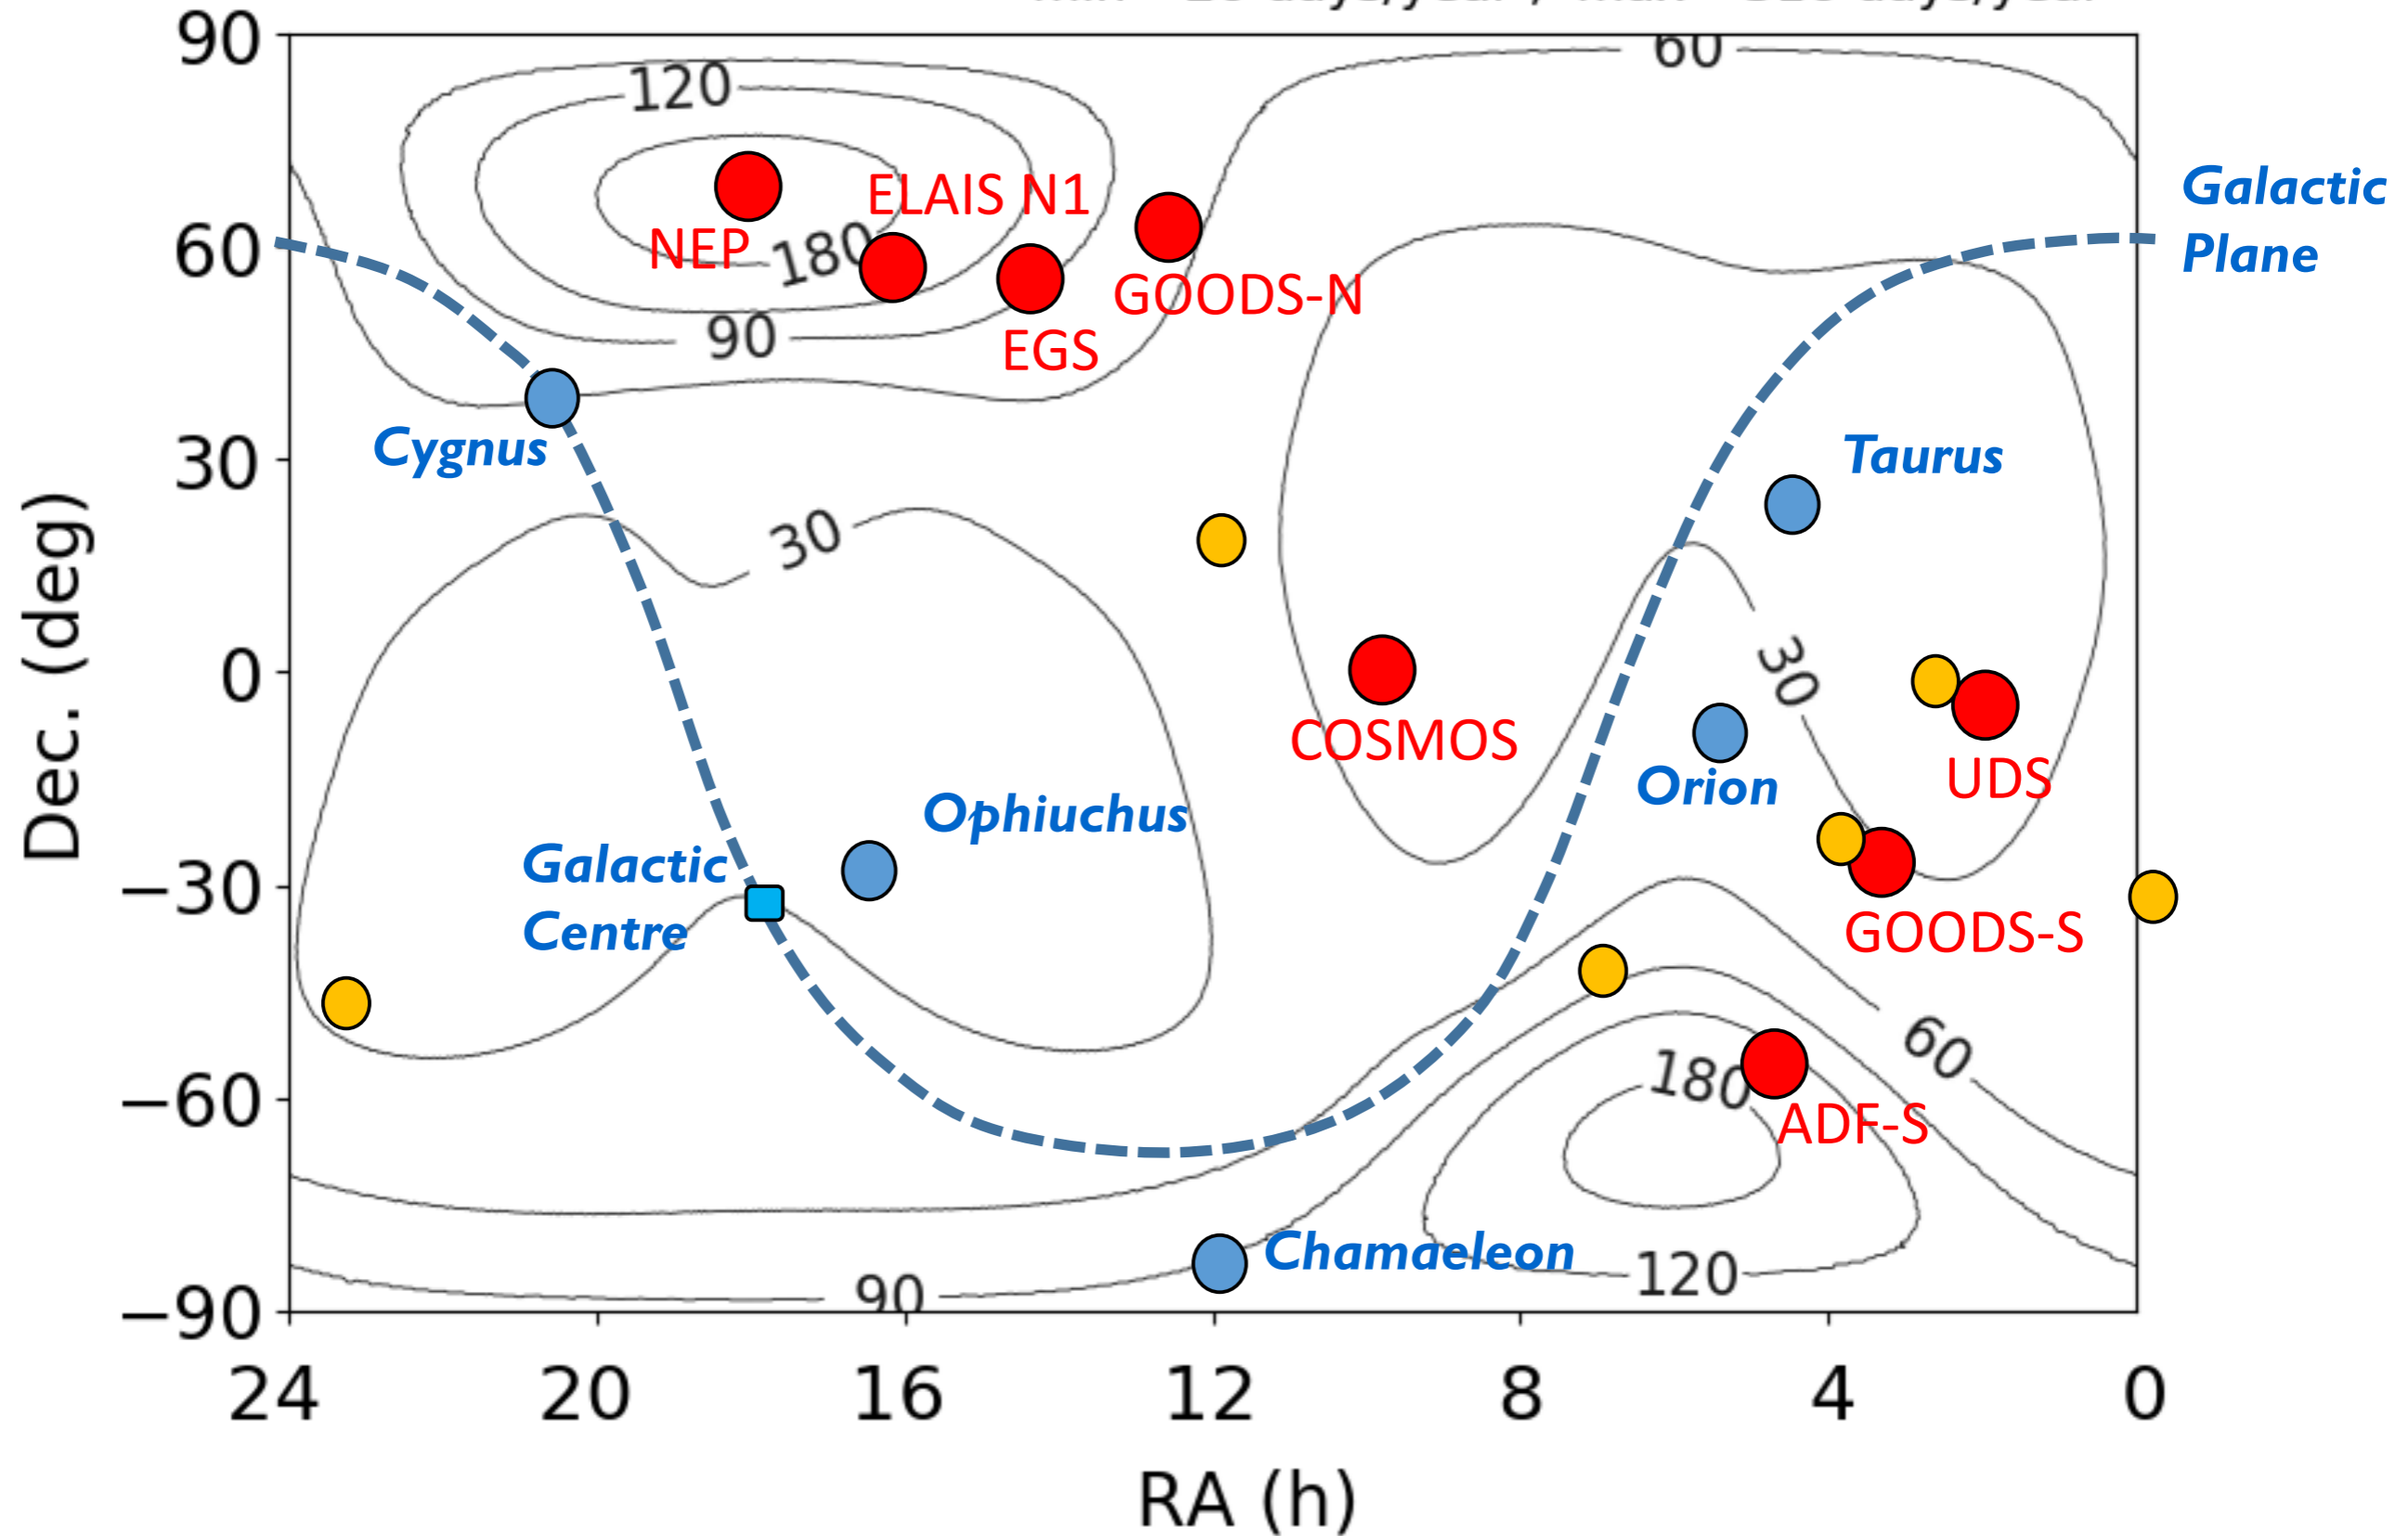 90
60
120
Galactic
Plane
ELAIS N1
60
NEP
180
GOODS-N
90
EGS
Cygnus
30
Taurus
30
Dec. (deg)
0
30
COSMOS
UDS
Orion
Ophiuchus
Galactic
Centre
−30
GOODS-S
60
180
−60
ADF-S
Chamaeleon
120
90
−90
24
20
16
12
8
4
0
RA (h)